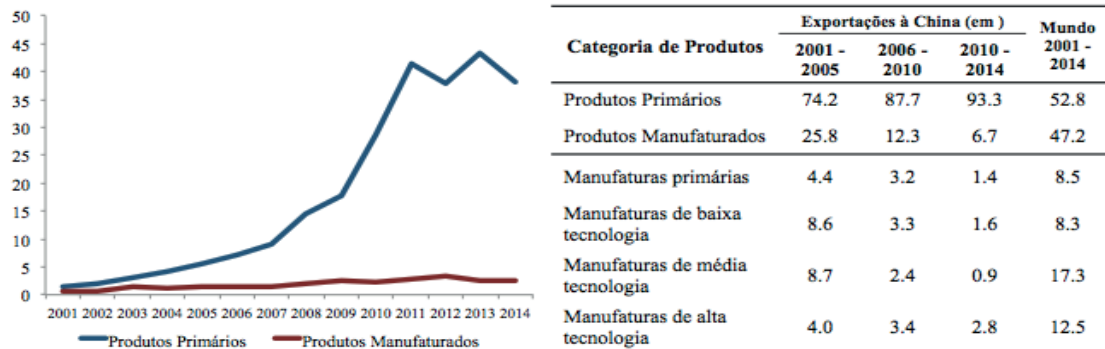 50
45
40
35
30
25
20
15
10
5
0
2001 2002 2003 2004 2005 2006 2007 2008 2009 2010 2011 2012 2013 2014
Produtos Primários Produtos Manufaturados
Categoria de Produtos
Exportações à China (em )
Mundo
2001 -
2014
2001 -
2005
2006 -
2010
2010 -
2014
Produtos Primários 74.2 87.7 93.3 52.8
Produtos Manufaturados 25.8 12.3 6.7 47.2
Manufaturas primárias 4.4 3.2 1.4 8.5
Manufaturas de baixa
tecnologia 8.6 3.3 1.6 8.3
Manufaturas de média
tecnologia 8.7 2.4 0.9 17.3
Manufaturas de alta
tecnologia 4.0 3.4 2.8 12.5